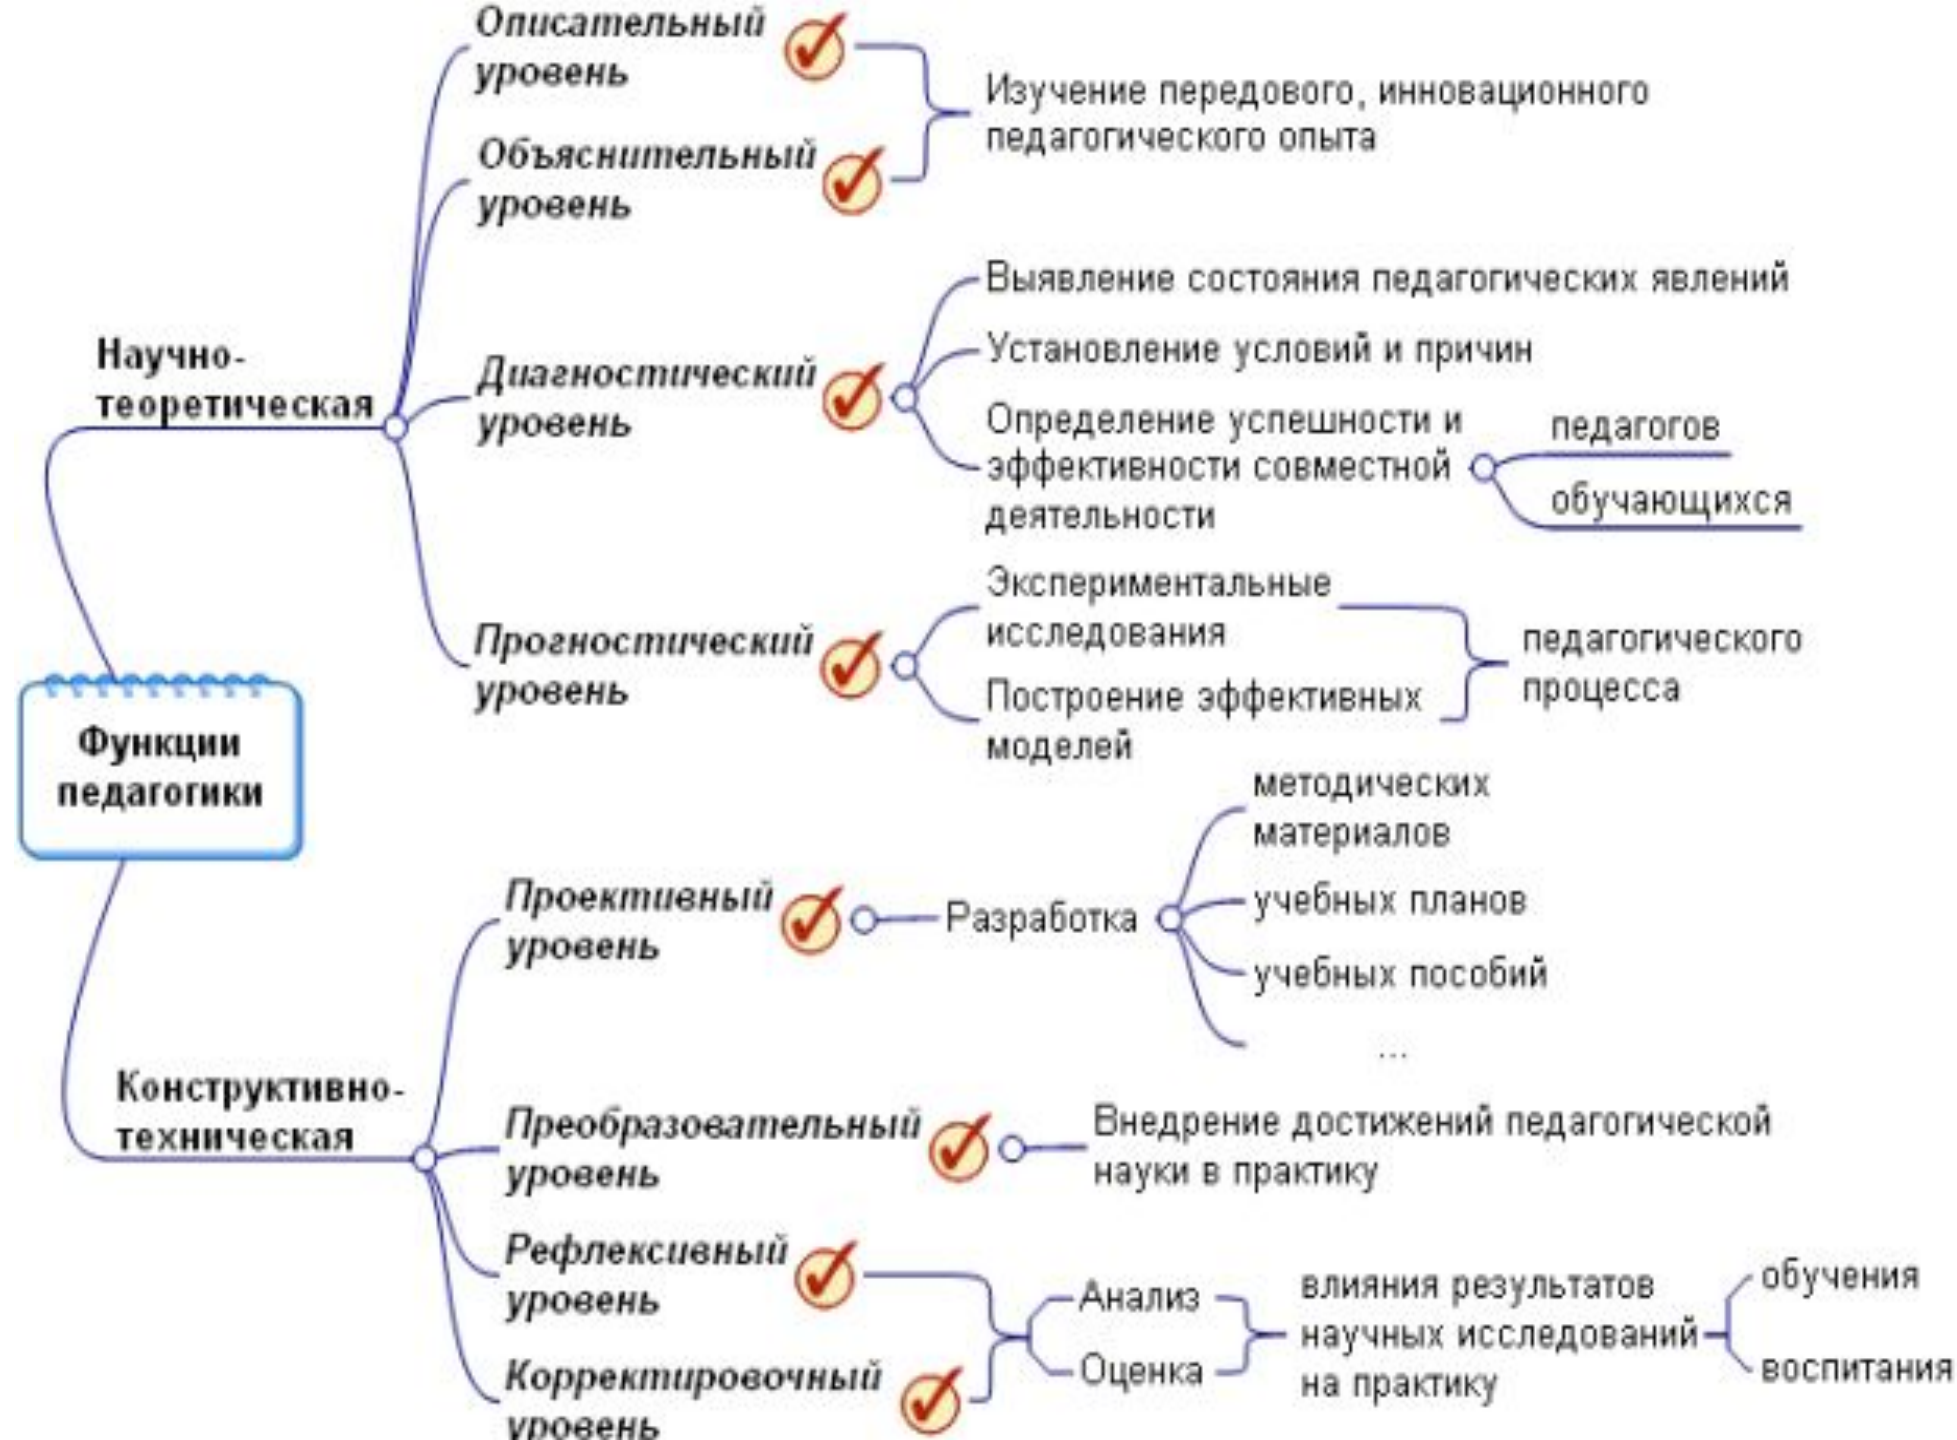 Описательный
уровень
Изучение передового, инновационного
педагогического опыта
Объяснительный
уровень
Научно-
теоретическая
Диагностический
уровень
Выявление состояния педагогических явлений
Установление условий и причин
Определение успешности и
эффективности совместной
деятельности
педагогов
обучающихся
Прогностический
уровень
Экспериментальные
исследования
Построение эффективных
моделей
педагогического
процесса
Функции
педагогики
Конструктивно-
техническая
Проективный
уровень
Разработка
методических
материалов
учебных планов
учебных пособий
...
Преобразовательный
уровень
Внедрение достижений педагогической
науки в практику
Рефлексивный
уровень
Корректировочный
уровень
Анализ
Оценка
влияния результатов
научных исследований
на практику
обучения
воспитания